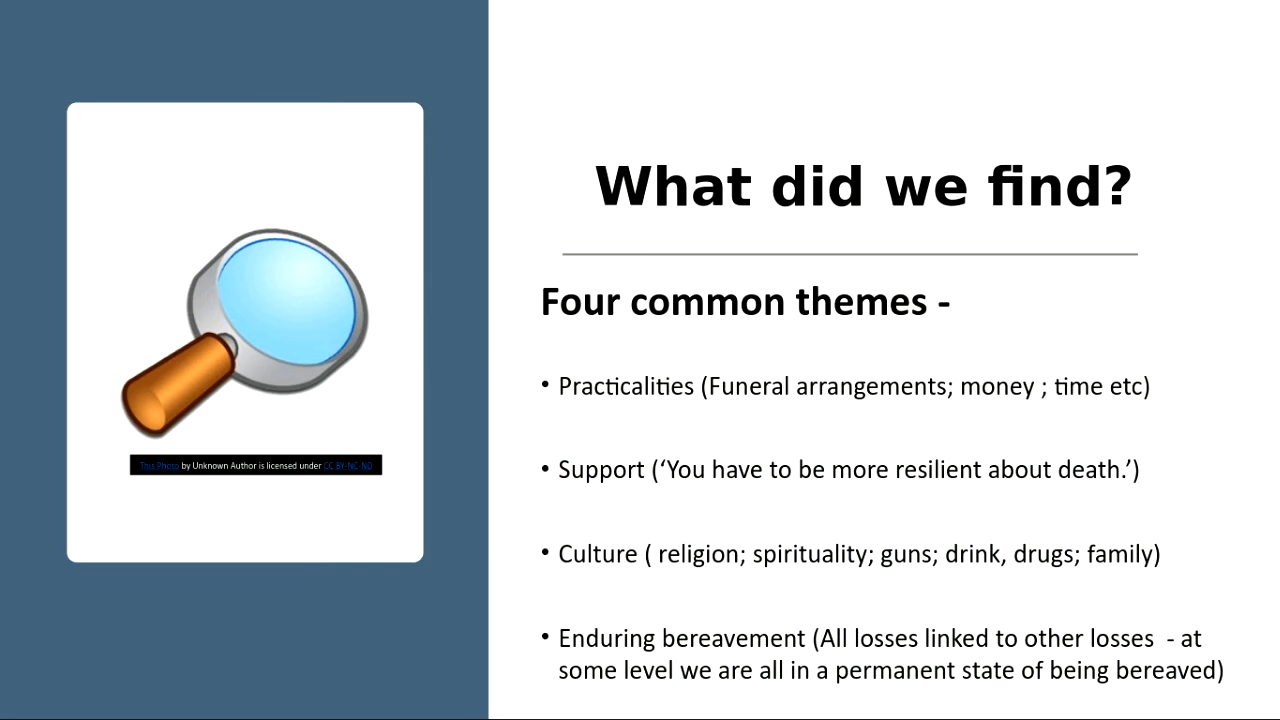 What did we find?
Four common themes -
• Practicalities (Funeral arrangements; money ; time etc)
• Support (‘You have to be more resilient about death.’)
• Culture ( religion; spirituality; guns; drink, drugs; family)
• Enduring bereavement (All losses linked to other losses  - at
some level we are all in a permanent state of being bereaved)
This Photo by Unknown Author is licensed under CC BY-NC-ND